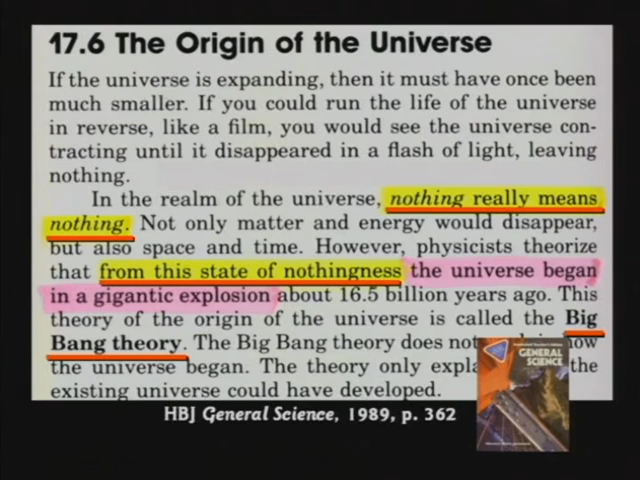 17.6 The Origin of the Universe
If the universe is expanding, then it must have once been
much smaller. If you could run the life of the universe
in reverse, like a film, you would see the universe con-
tracting until it disappeared in a flash of light, leaving
nothing.
In the realm of the universe, nothing really means
nothing. Not only matter and energy would disappear,
but also space and time. However, physicists theorize
that from this state of nothingness the universe began
in a gigantic explosion about 16.5 billion years ago. This
theory of the origin of the universe is called the Big
Bang theory. The Big Bang theory does not how
the universe began. The theory only the
existing universe could have developed.
GENERAL
SCIENCE
HBJ General Science, 1989, p. 362